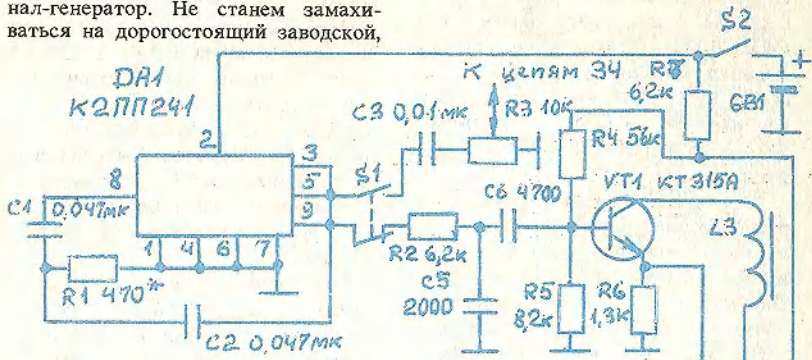 нал-генератор. Не станем замахи-
ваться на дорогостоящий заводской,
DA1
К2ПП241
2
8
3
5
9
1
4
6
7
C1
0,047мк
R1 470*
C2 0,047мк
S1
C3 0,01мк
К цепям ЗЧ
R3 10к
R2 6,2к
C5
2000
C6 4700
R4 56к
R5
8,2к
R6
1,3к
VT1 КТ315А
L3
R8
6,2к
S2
+
GB1